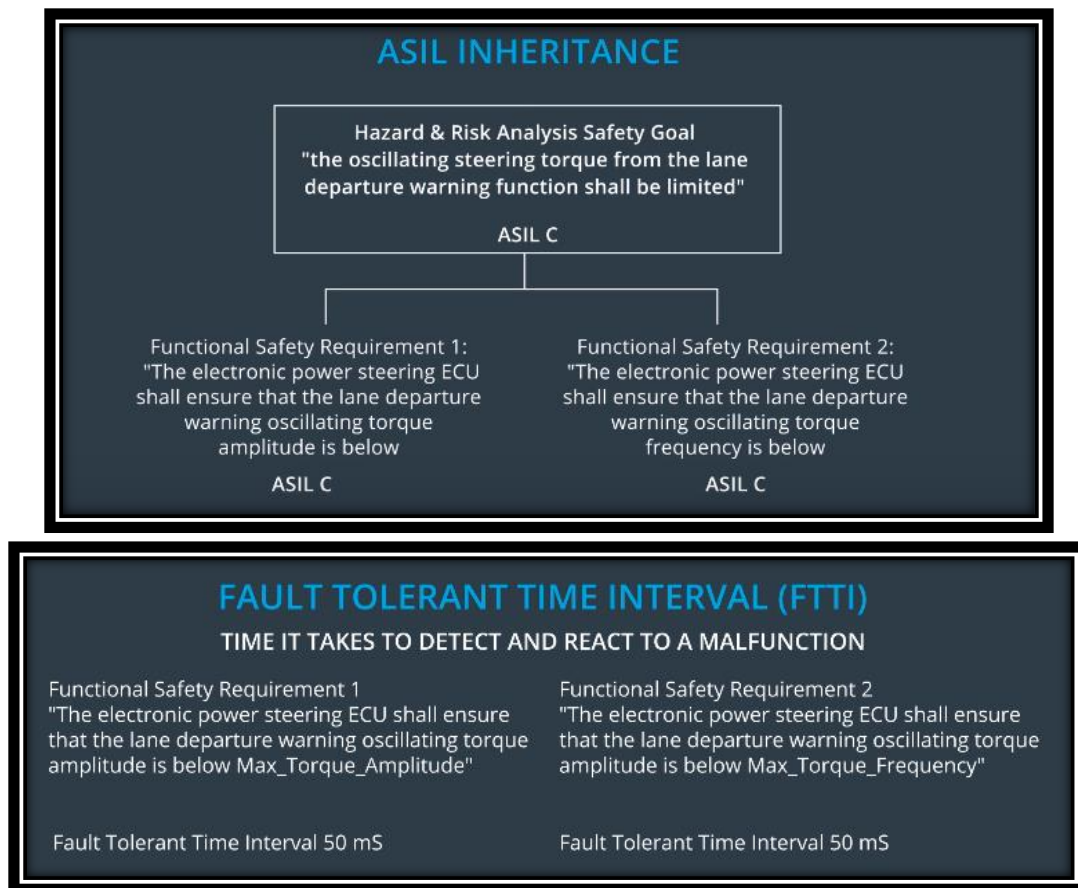 ASIL INHERITANCE
Hazard & Risk Analysis Safety Goal
"the oscillating steering torque from the lane
departure warning function shall be limited"
ASIL C
Functional Safety Requirement 1:
"The electronic power steering ECU
shall ensure that the lane departure
warning oscillating torque
amplitude is below
ASIL C
Functional Safety Requirement 2:
"The electronic power steering ECU
shall ensure that the lane departure
warning oscillating torque
frequency is below
ASIL C
FAULT TOLERANT TIME INTERVAL (FTTI)
TIME IT TAKES TO DETECT AND REACT TO A MALFUNCTION
Functional Safety Requirement 1
"The electronic power steering ECU shall ensure
that the lane departure warning oscillating torque
amplitude is below Max_Torque_Amplitude"
Fault Tolerant Time Interval 50 mS
Functional Safety Requirement 2
"The electronic power steering ECU shall ensure
that the lane departure warning oscillating torque
amplitude is below Max_Torque_Frequency"
Fault Tolerant Time Interval 50 mS